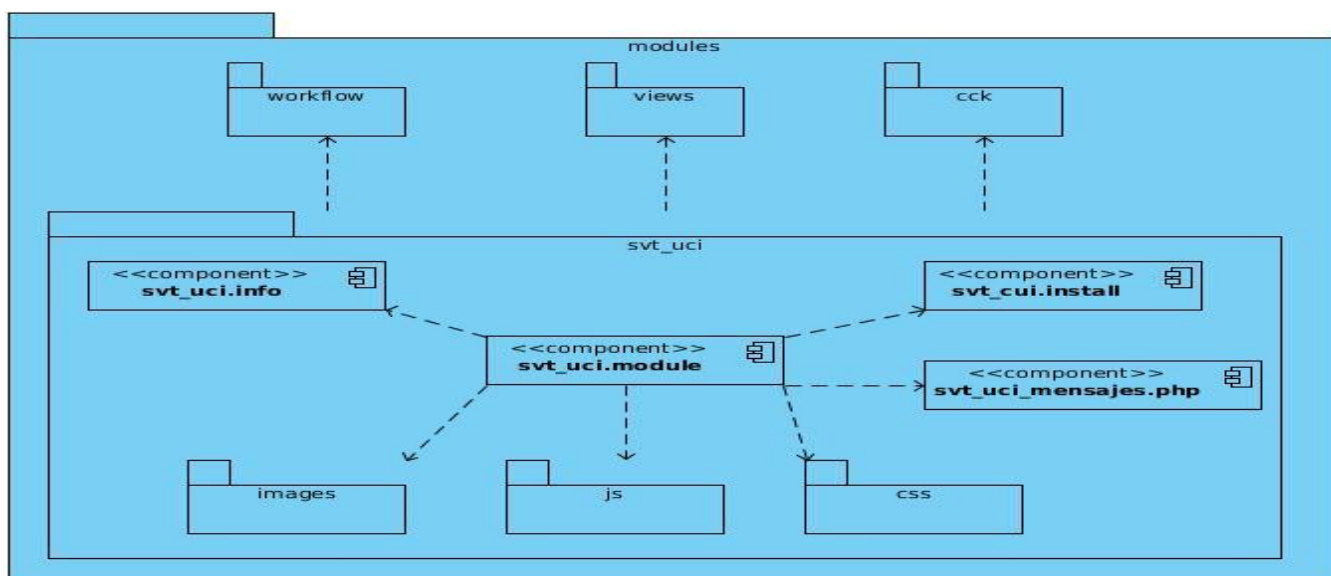 modules
workflow
views
cck
svt_uci
<<component>>
svt_uci.info
<<component>>
svt_cui.install
<<component>>
svt_uci.module
<<component>>
svt_uci_mensajes.php
images
js
css